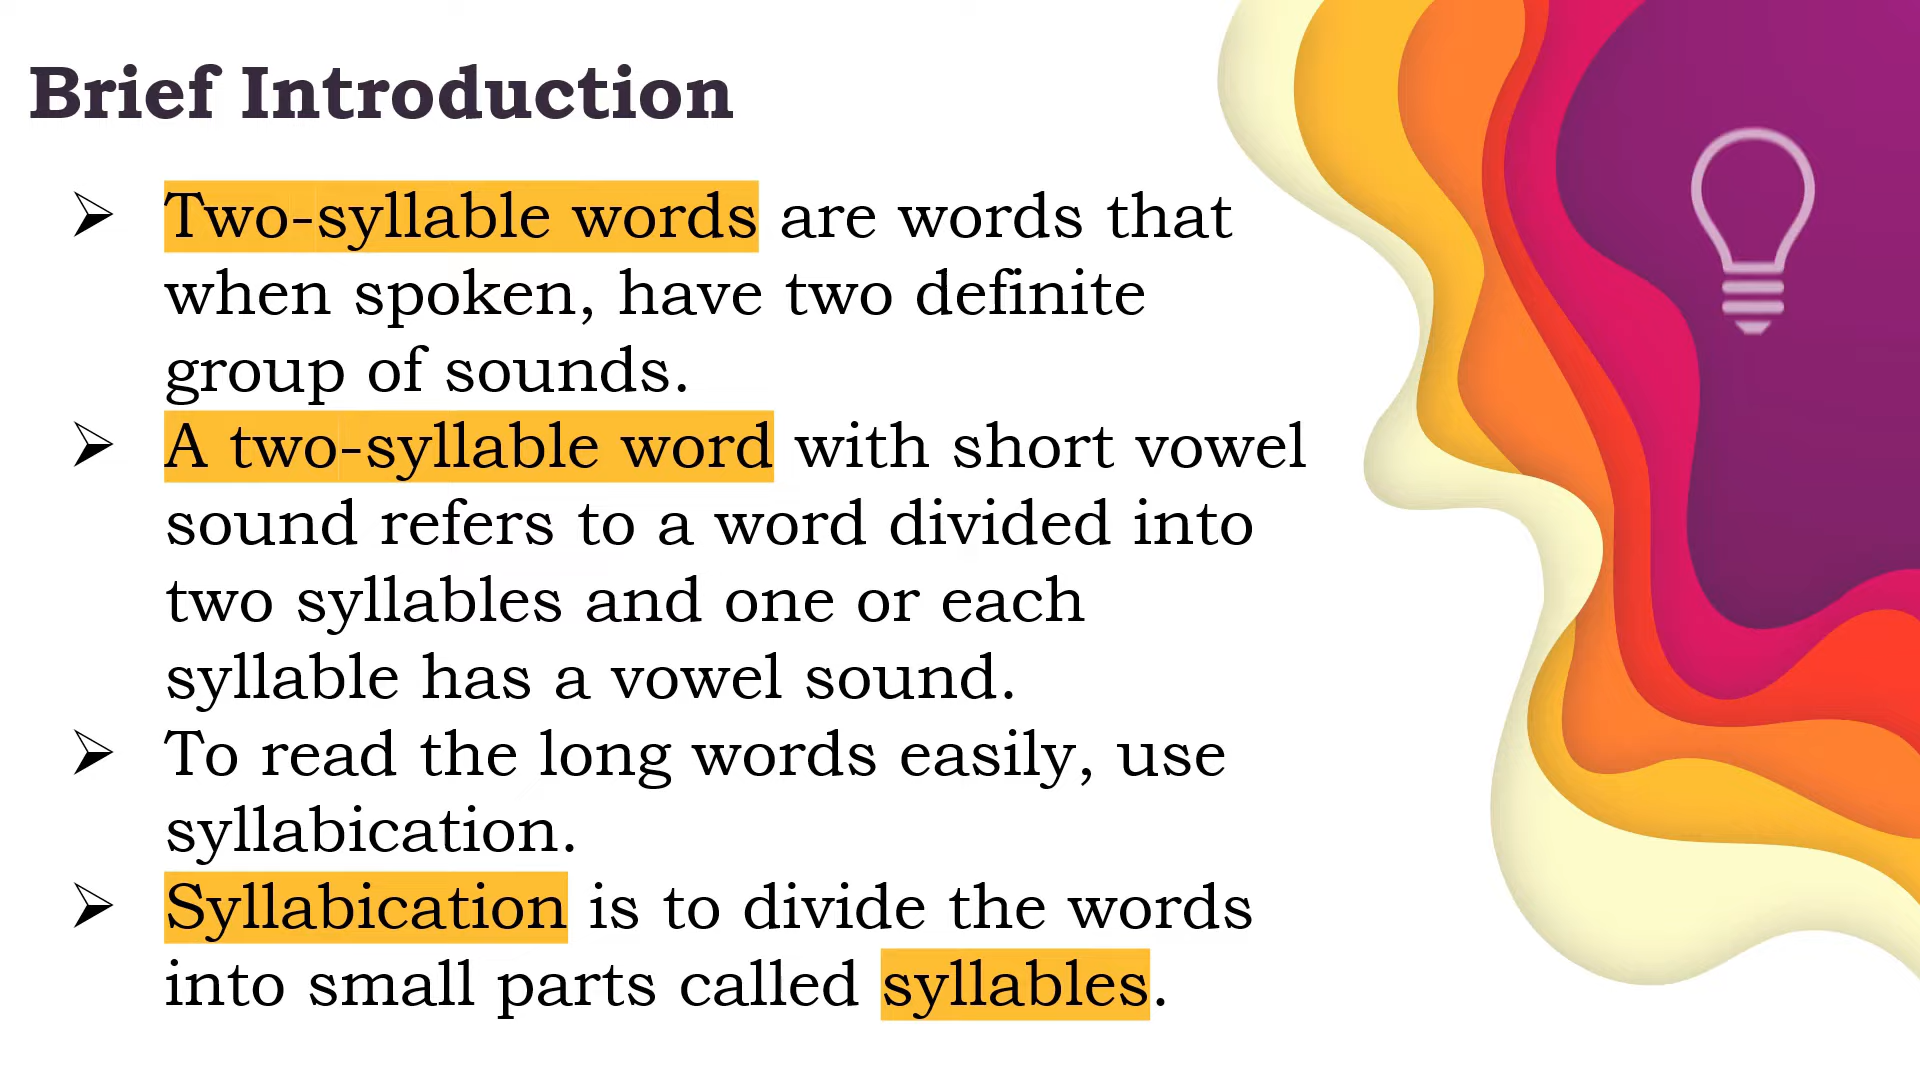 Brief Introduction
➢ Two-syllable words are words that
when spoken, have two definite
group of sounds.
➢ A two-syllable word with short vowel
sound refers to a word divided into
two syllables and one or each
syllable has a vowel sound.
➢ To read the long words easily, use
syllabication.
➢ Syllabication is to divide the words
into small parts called syllables.